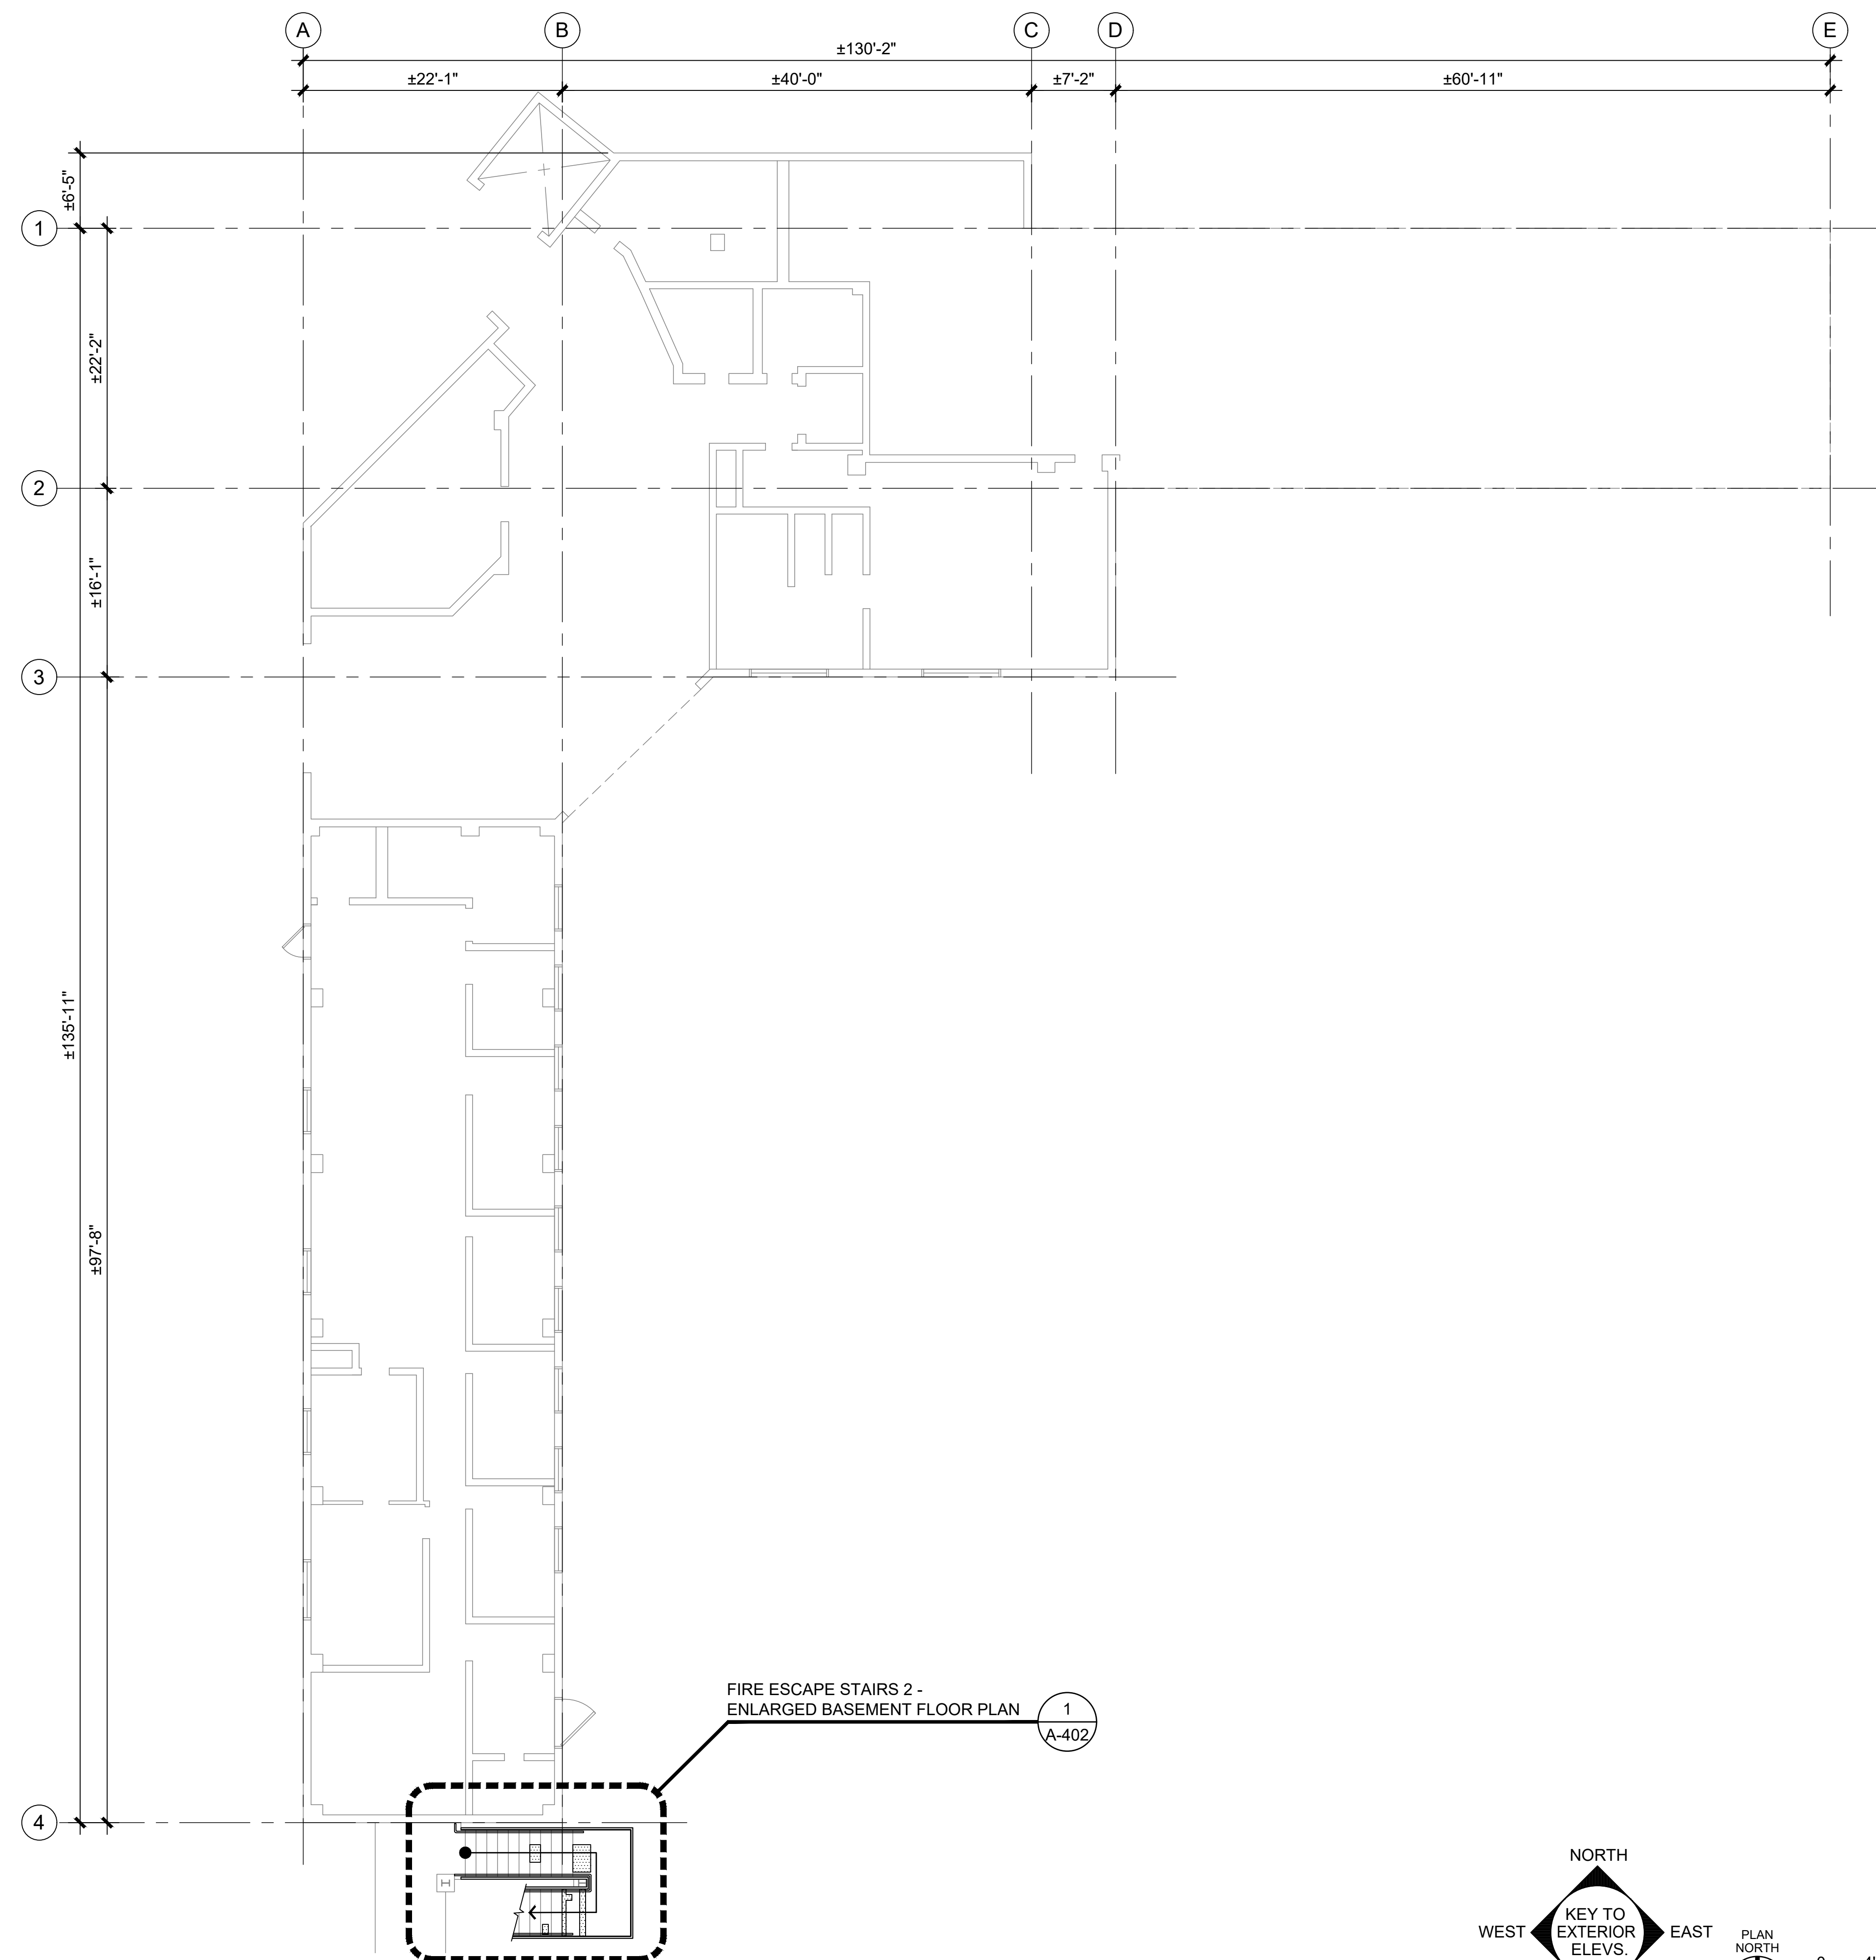 A
B
C
D
E
±130'-2"
±22'-1"
±40'-0"
±7'-2"
±60'-11"
±6'-5"
1
±22'-2"
2
±16'-1"
3
±135'-11"
±97'-8"
FIRE ESCAPE STAIRS 2 -
ENLARGED BASEMENT FLOOR PLAN
1
A-402
4
NORTH
WEST
KEY TO
EXTERIOR
ELEVS.
EAST
PLAN
NORTH